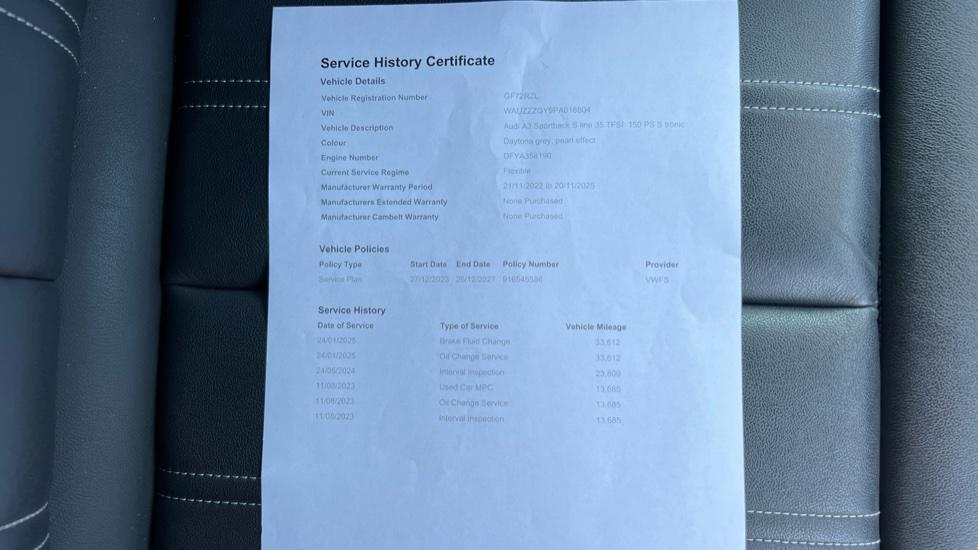 Service History Certificate
Vehicle Details
Vehicle Registration Number GF72RZL
VIN
Vehicle Description Audi A3 Sportback S line 35 TFSI 150 PS S tronic
Colour Daytona grey, pearl effect
Engine Number DFYA358190
Current Service Regime Flexible
Manufacturer Warranty Period 21/11/2022 to 20/11/2025
Manufacturers Extended Warranty None Purchased
Manufacturer Cambelt Warranty None Purchased
Vehicle Policies
Policy Type Start Date End Date Policy Number Provider
Service Plan 27/12/2023 26/12/2027 VWFS
Service History
Date of Service Type of Service Vehicle Mileage
24/01/2025 Brake Fluid Change 33,612
24/01/2025 Oil Change Service 33,612
24/05/2024 Interval Inspection 23,809
Used Car MPC 13,685
Oil Change Service 13,685
Interval Inspection 13,685